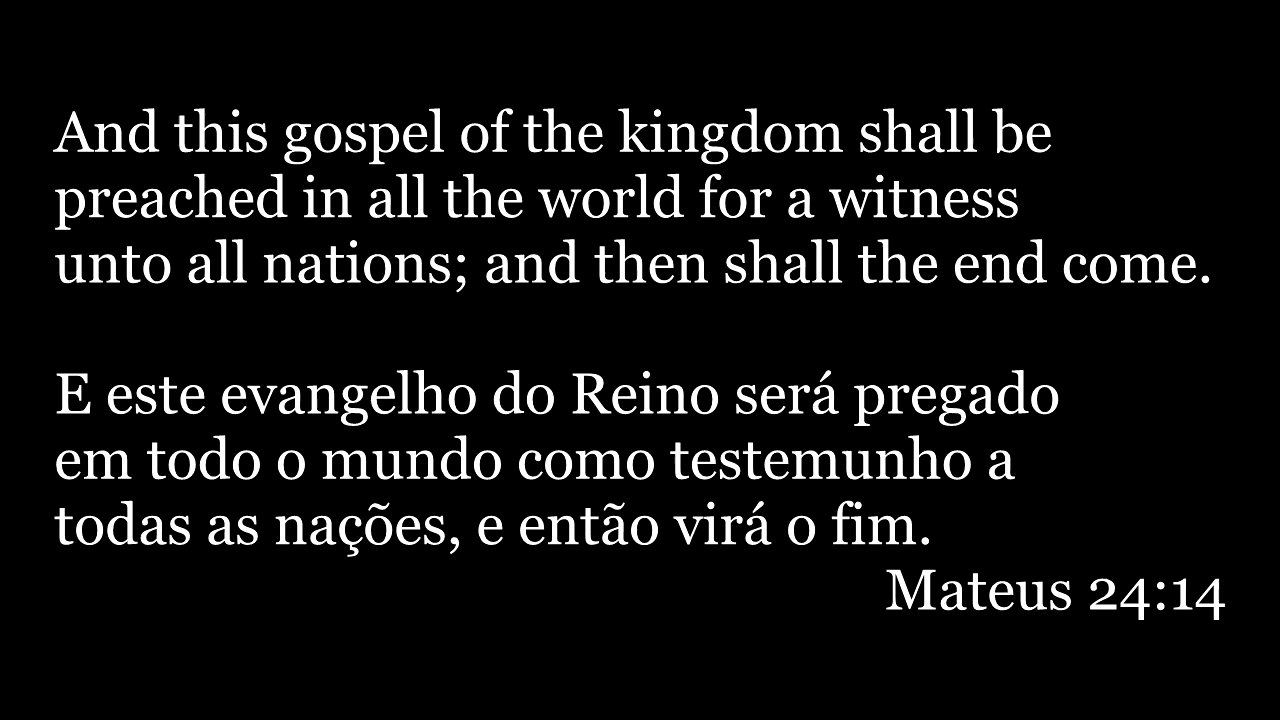 And this gospel of the kingdom shall be
preached in all the world for a witness
unto all nations; and then shall the end come.
E este evangelho do Reino será pregado
em todo o mundo como testemunho a
todas as nações, e então virá o fim.
Mateus 24:14